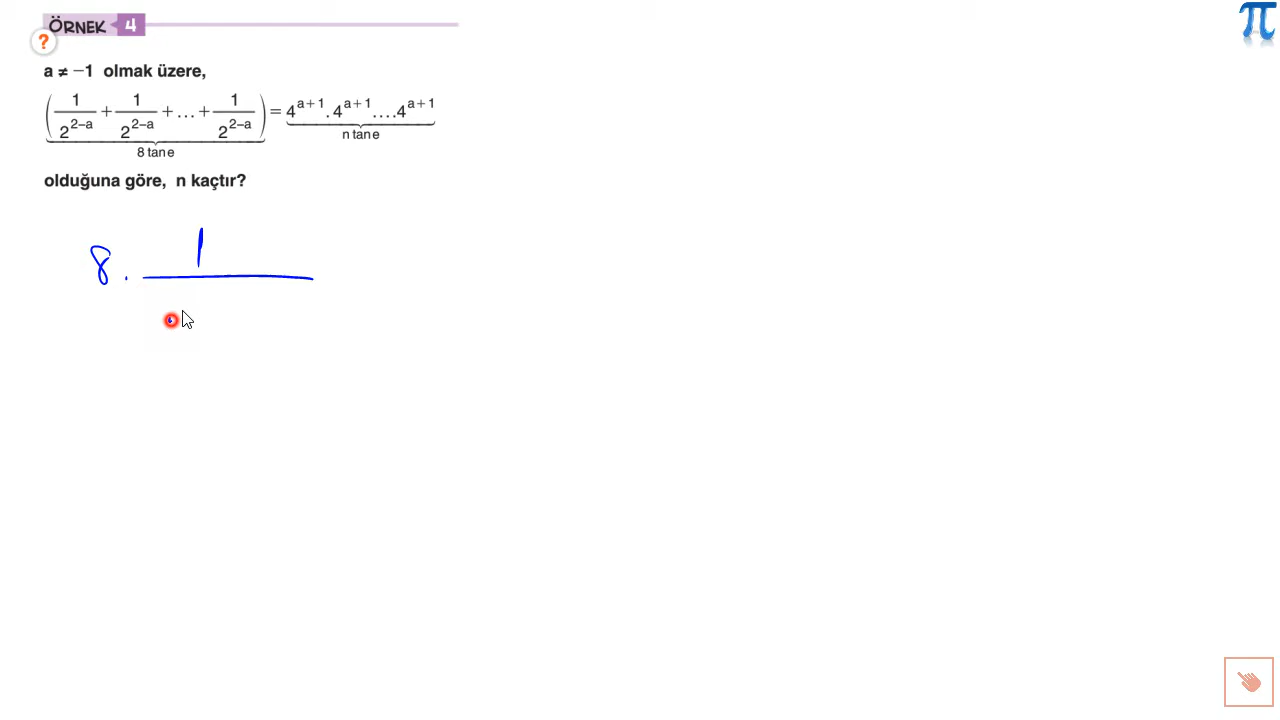 ÖRNEK 4
?
a ≠ −1 olmak üzere,
(1/2^(2−a) + 1/2^(2−a) + ... + 1/2^(2−a)) = 4^(a+1) . 4^(a+1) .... 4^(a+1)
8 tane
n tane
olduğuna göre, n kaçtır?
8 . 1
π